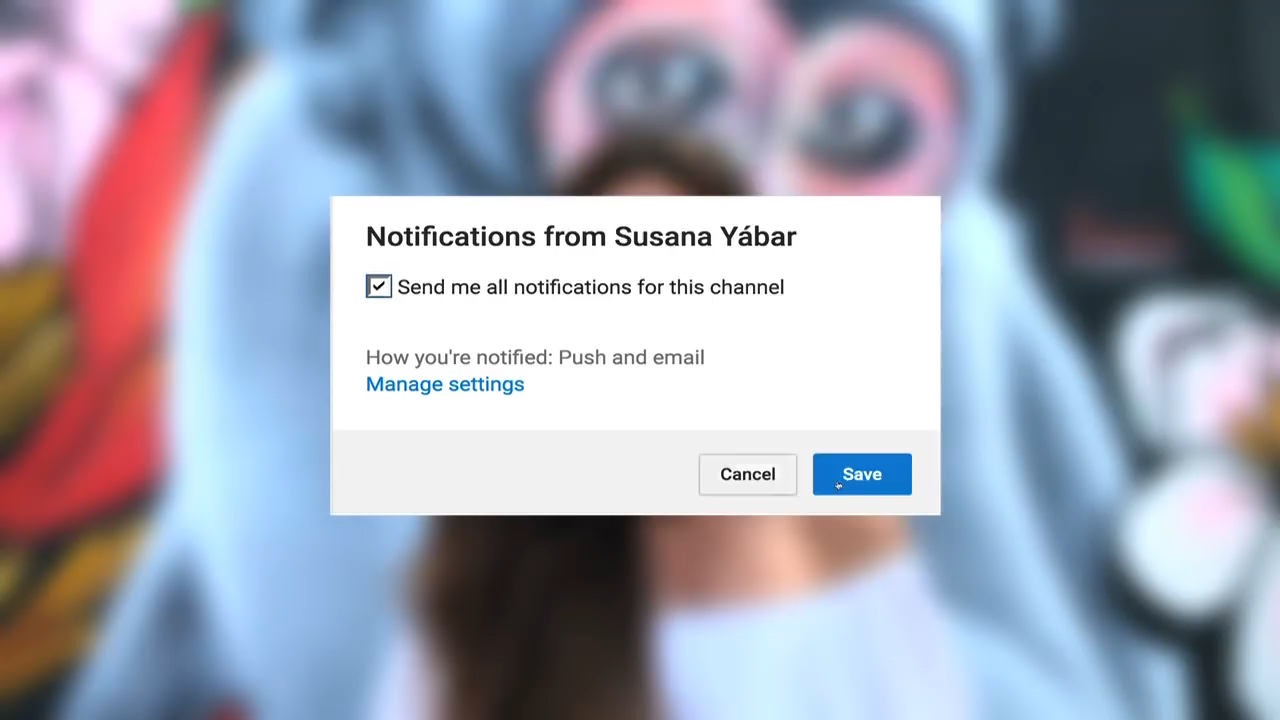 Notifications from Susana Yábar
Send me all notifications for this channel
How you're notified: Push and email
Manage settings
Cancel
Save